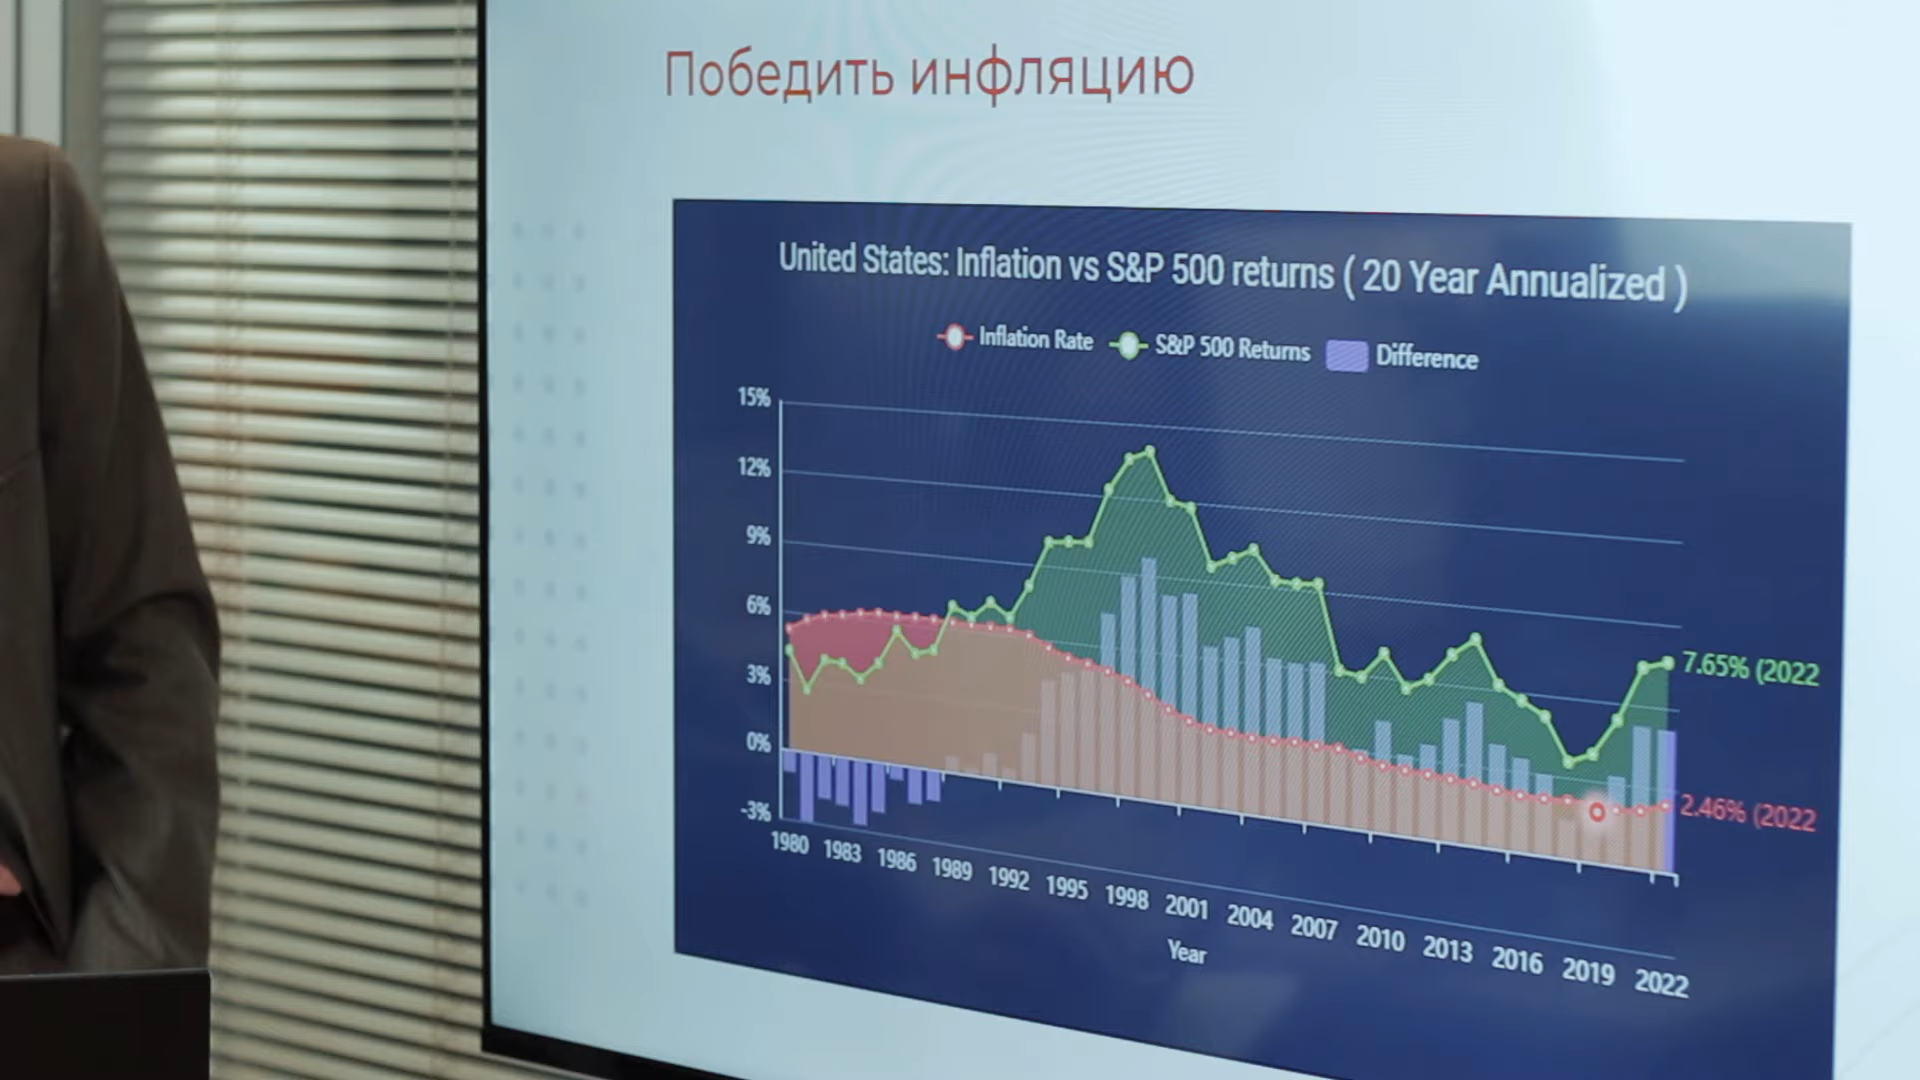 Победить инфляцию
United States: Inflation vs S&P 500 returns ( 20 Year Annualized )
Inflation Rate S&P 500 Returns Difference
15%
12%
9%
6%
3%
0%
-3%
7.65% (2022
2.46% (2022
1980 1983 1986 1989 1992 1995 1998 2001 2004 2007 2010 2013 2016 2019 2022
Year